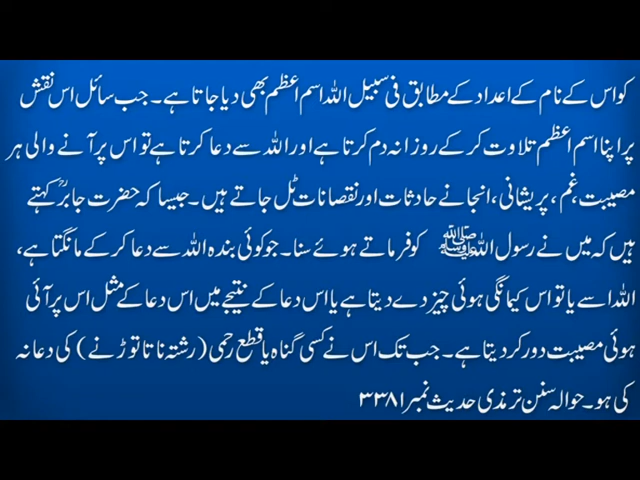 کو اس کے نام کے اعداد کے مطابق فی سبیل اللہ اسم اعظم بھی دیا جاتا ہے۔ جب سائل اس نقش
پر اپنا اسم اعظم تلاوت کر کے روزانہ دم کرتا ہے اور اللہ سے دعا کرتا ہے تو اس پر آنے والی ہر
مصیبت، غم، پریشانی، انجانے حادثات اور نقصانات ٹل جاتے ہیں۔ جیسا کہ حضرت جابرؓ کہتے
ہیں کہ میں نے رسول اللہ ﷺ کو فرماتے ہوئے سنا۔ جو کوئی بندہ اللہ سے دعا کر کے مانگتا ہے،
اللہ اسے یا تو اس کی مانگی ہوئی چیز دے دیتا ہے یا اس دعا کے نتیجے میں اس دعا کے مثل اس پر آئی
ہوئی مصیبت دور کر دیتا ہے۔ جب تک اس نے کسی گناہ یا قطع رحمی (رشتہ ناتا توڑنے) کی دعا نہ
کی ہو۔ حوالہ سنن ترمذی حدیث نمبر ۳۳۸۱